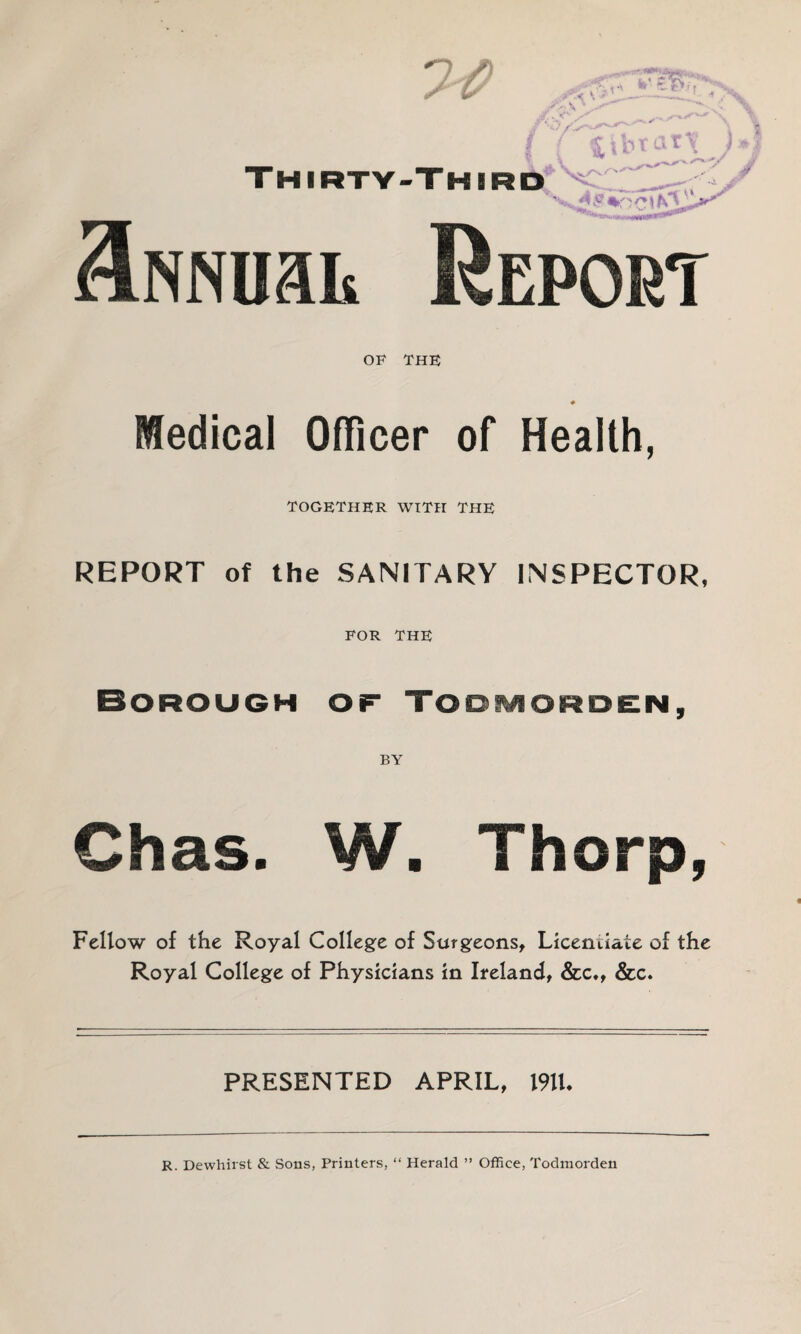 20
Library
THIRTY-THIRD
ANNUAL REPORT
OF THE
Medical Officer of Health,
TOGETHER WITH THE
REPORT of the SANITARY INSPECTOR,
FOR THE
BOROUGH OF TODMORDEN,
BY
Chas. W. Thorp,
Fellow of the Royal College of Surgeons, Licentiate of the
Royal College of Physicians in Ireland, &c., &c.
PRESENTED APRIL, 1911.
R. Dewhirst & Sons, Printers, “ Herald ” Office, Todmorden